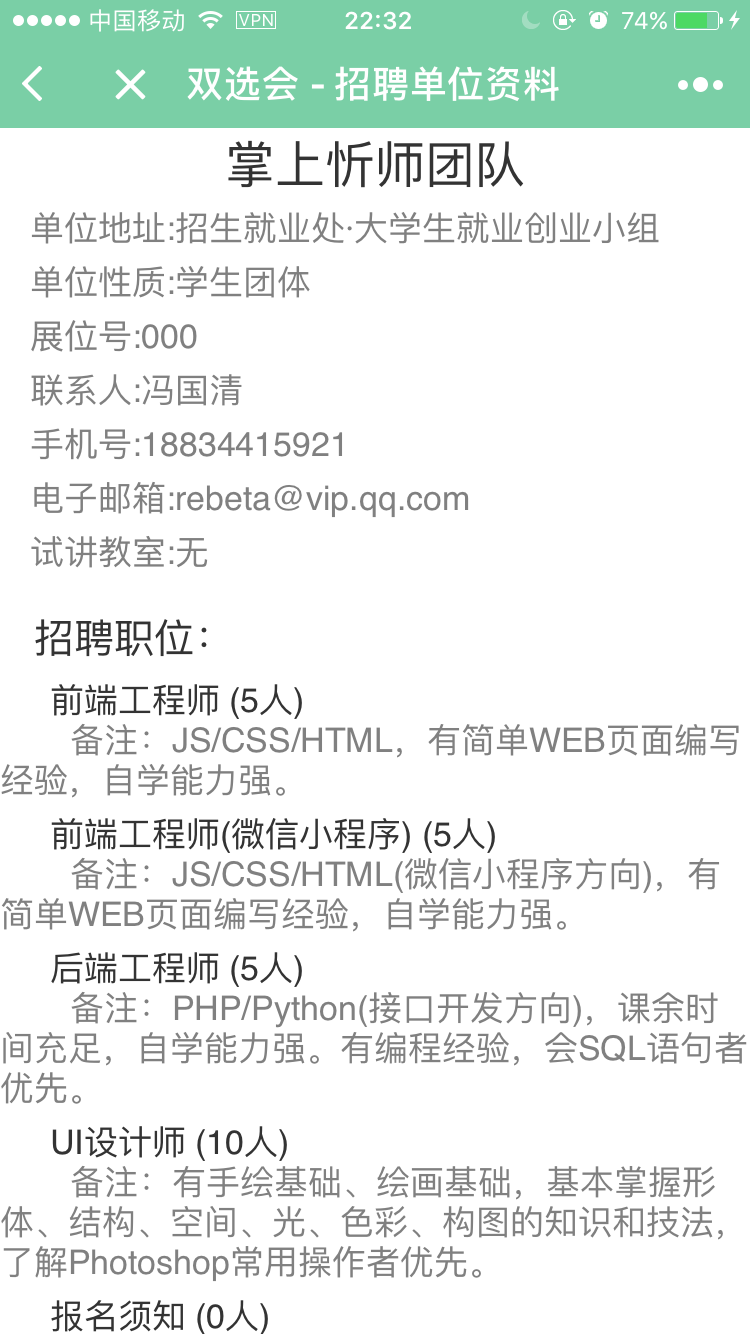 中国移动 VPN 22:32 74%
双选会 - 招聘单位资料
掌上忻师团队
单位地址:招生就业处·大学生就业创业小组
单位性质:学生团体
展位号:000
联系人:冯国清
手机号:18834415921
电子邮箱:rebeta@vip.qq.com
试讲教室:无
招聘职位：
前端工程师 (5人)
备注：JS/CSS/HTML，有简单WEB页面编写
经验，自学能力强。
前端工程师(微信小程序) (5人)
备注：JS/CSS/HTML(微信小程序方向)，有
简单WEB页面编写经验，自学能力强。
后端工程师 (5人)
备注：PHP/Python(接口开发方向)，课余时
间充足，自学能力强。有编程经验，会SQL语句者
优先。
UI设计师 (10人)
备注：有手绘基础、绘画基础，基本掌握形
体、结构、空间、光、色彩、构图的知识和技法，
了解Photoshop常用操作者优先。
报名须知 (0人)